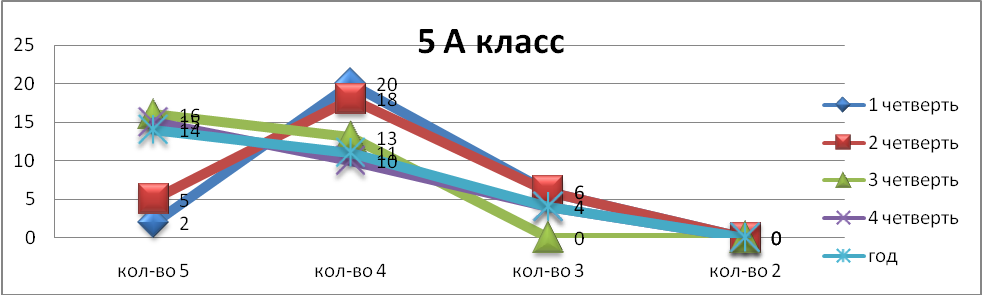 5 А класс
25
20
15
10
5
0
20
18
16
15
14
13
11
10
5
2
6
4
0
0
кол-во 5
кол-во 4
кол-во 3
кол-во 2
1 четверть
2 четверть
3 четверть
4 четверть
год